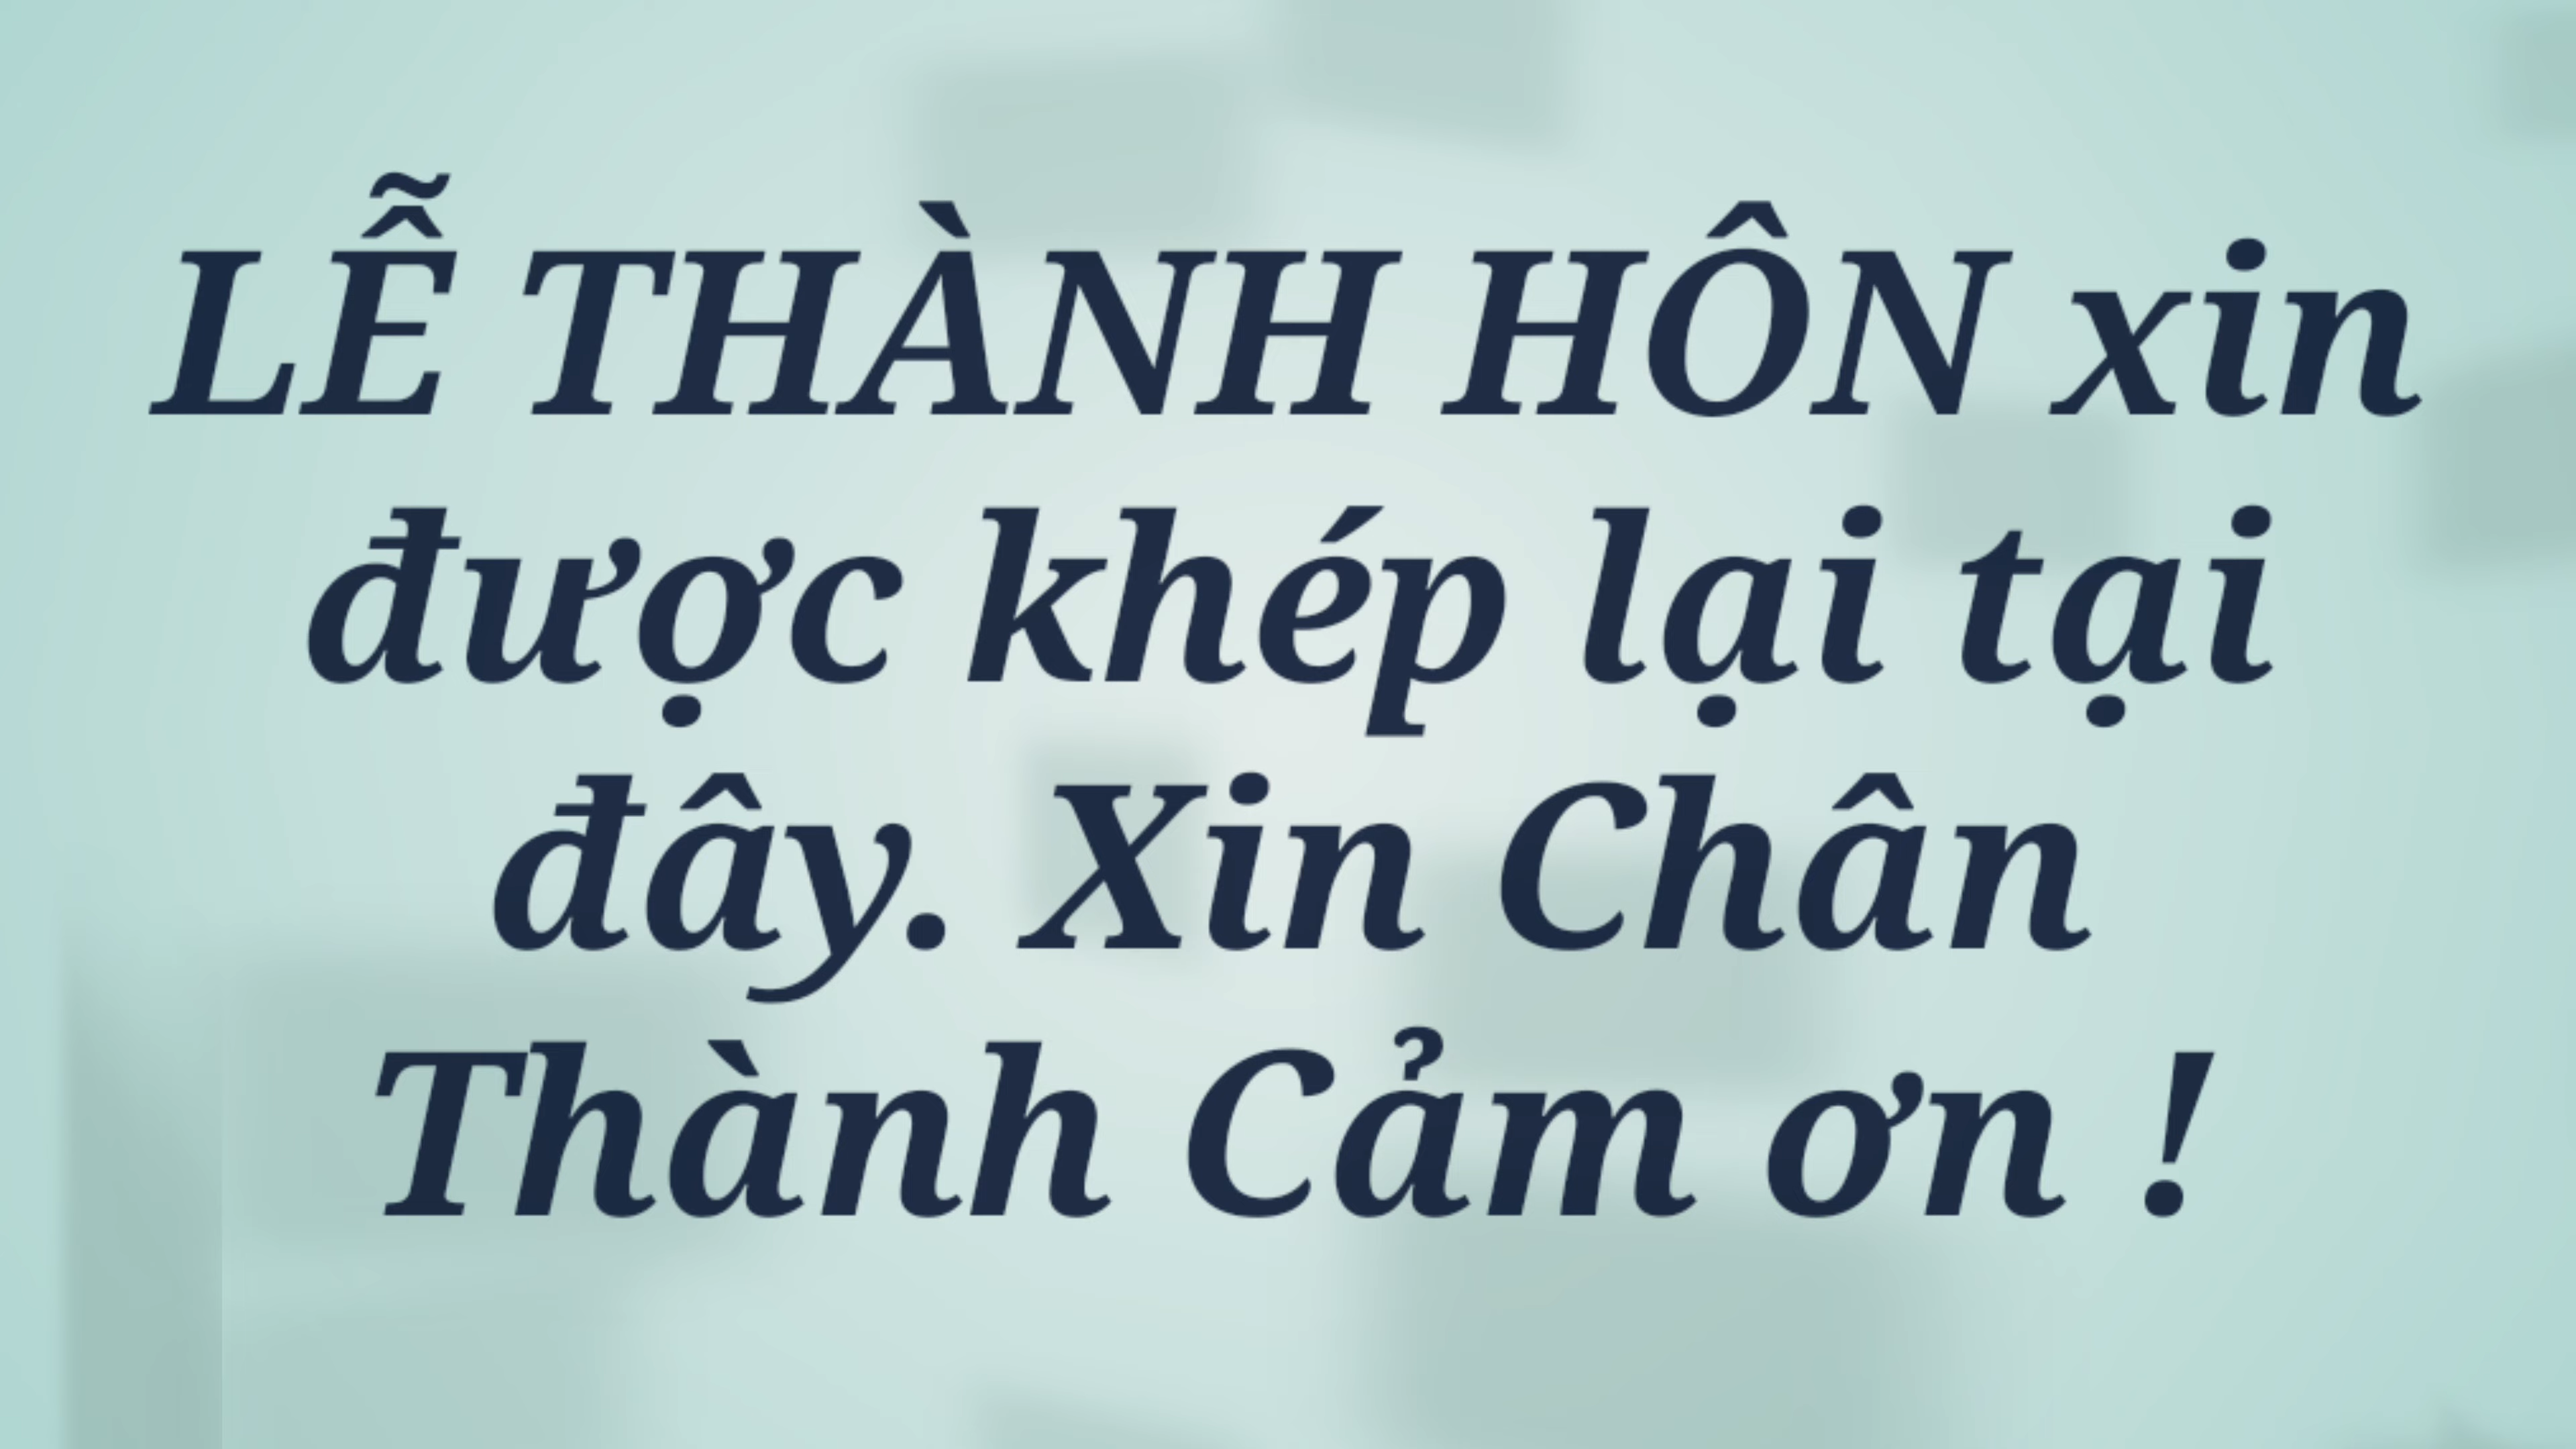 LỄ THÀNH HÔN xin
được khép lại tại
đây. Xin Chân
Thành Cảm ơn !